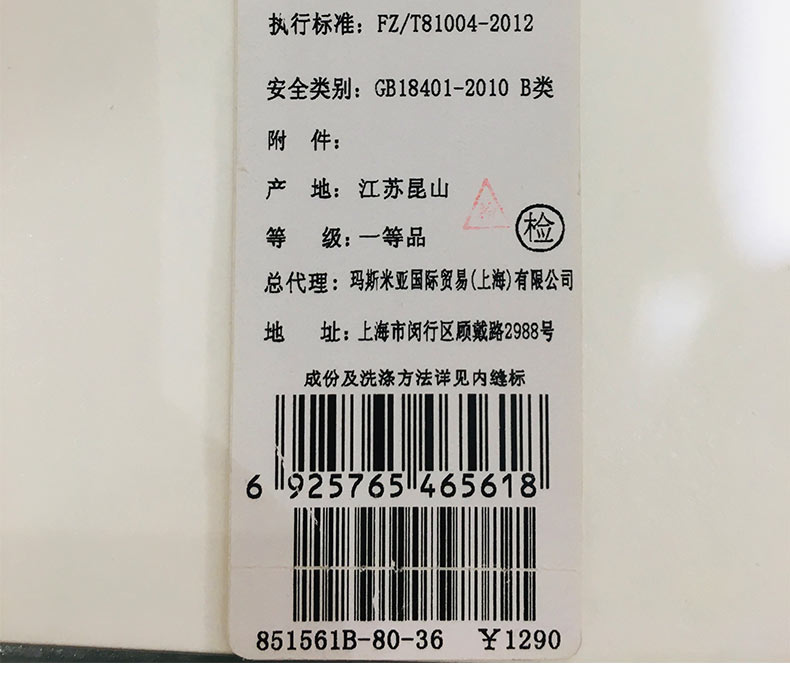 执行标准：FZ/T81004-2012
安全类别：GB18401-2010 B类
附 件：
产 地：江苏昆山
检
等 级：一等品
总代理：玛斯米亚国际贸易(上海)有限公司
地 址：上海市闵行区顾戴路2988号
成份及洗涤方法详见内缝标
6 925765 465618
851561B-80-36 ￥1290